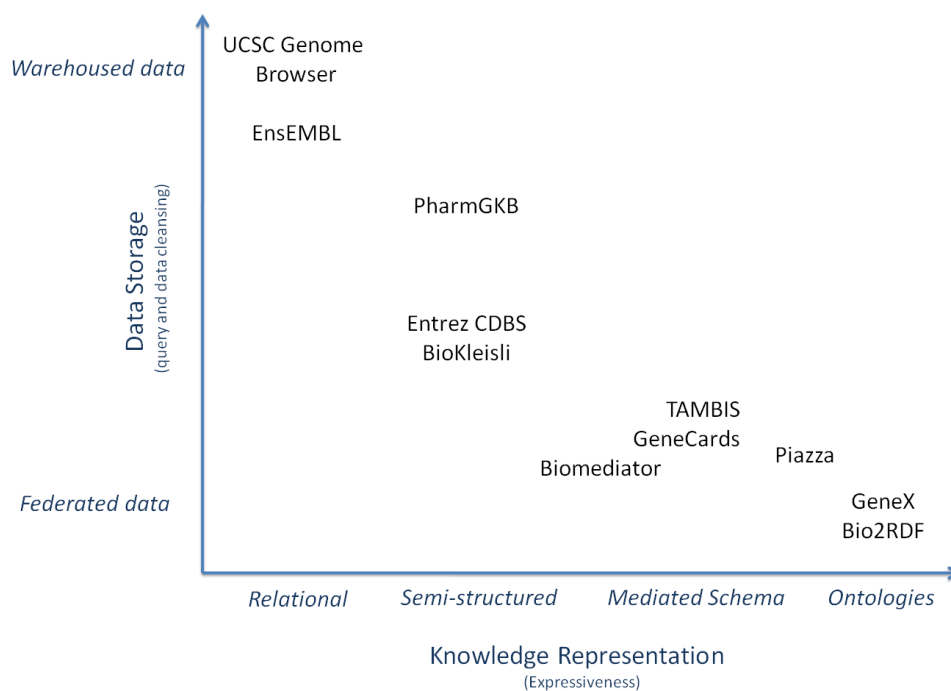 UCSC Genome
Browser
Warehoused data
EnsEMBL
PharmGKB
Data Storage
(query and data cleansing)
Entrez CDBS
BioKleisli
TAMBIS
GeneCards
Piazza
Biomediator
Federated data
GeneX
Bio2RDF
Relational
Semi-structured
Mediated Schema
Ontologies
Knowledge Representation
(Expressiveness)